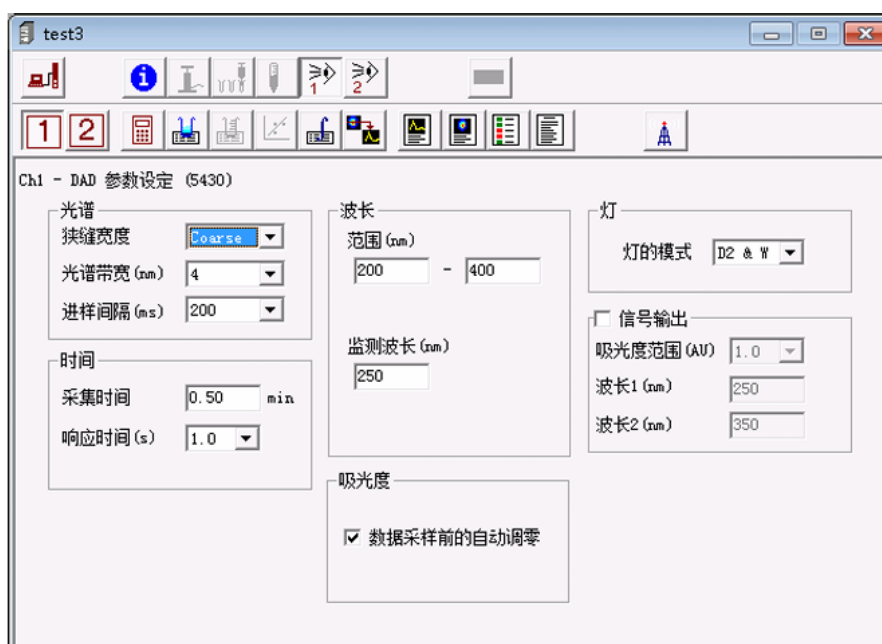 test3
1 2
1 2
Ch1 - DAD 参数设定 (5430)
光谱
狭缝宽度 Coarse
光谱带宽(nm) 4
进样间隔(ms) 200
时间
采集时间 0.50 min
响应时间(s) 1.0
波长
范围(nm)
200 - 400
监测波长(nm)
250
吸光度
数据采样前的自动调零
灯
灯的模式 D2 & W
信号输出
吸光度范围(AU) 1.0
波长1(nm) 250
波长2(nm) 350